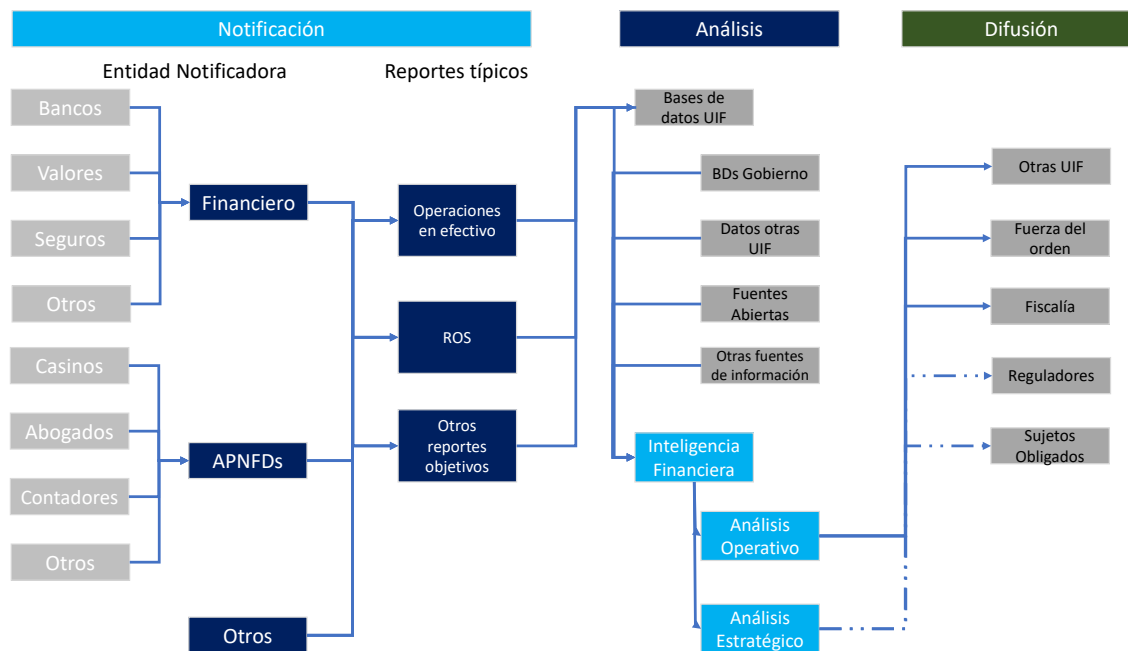 Notificación
Análisis
Difusión
Entidad Notificadora
Reportes típicos
Bancos
Valores
Seguros
Otros
Casinos
Abogados
Contadores
Otros
Financiero
APNFDs
Otros
Operaciones
en efectivo
ROS
Otros
reportes
objetivos
Bases de
datos UIF
BDs Gobierno
Datos otras
UIF
Fuentes
Abiertas
Otras fuentes
de información
Inteligencia
Financiera
Análisis
Operativo
Análisis
Estratégico
Otras UIF
Fuerza del
orden
Fiscalía
Reguladores
Sujetos
Obligados